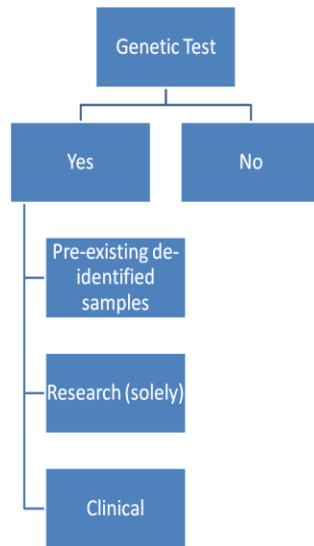 Genetic Test
Yes
No
Pre-existing de-
identified
samples
Research (solely)
Clinical